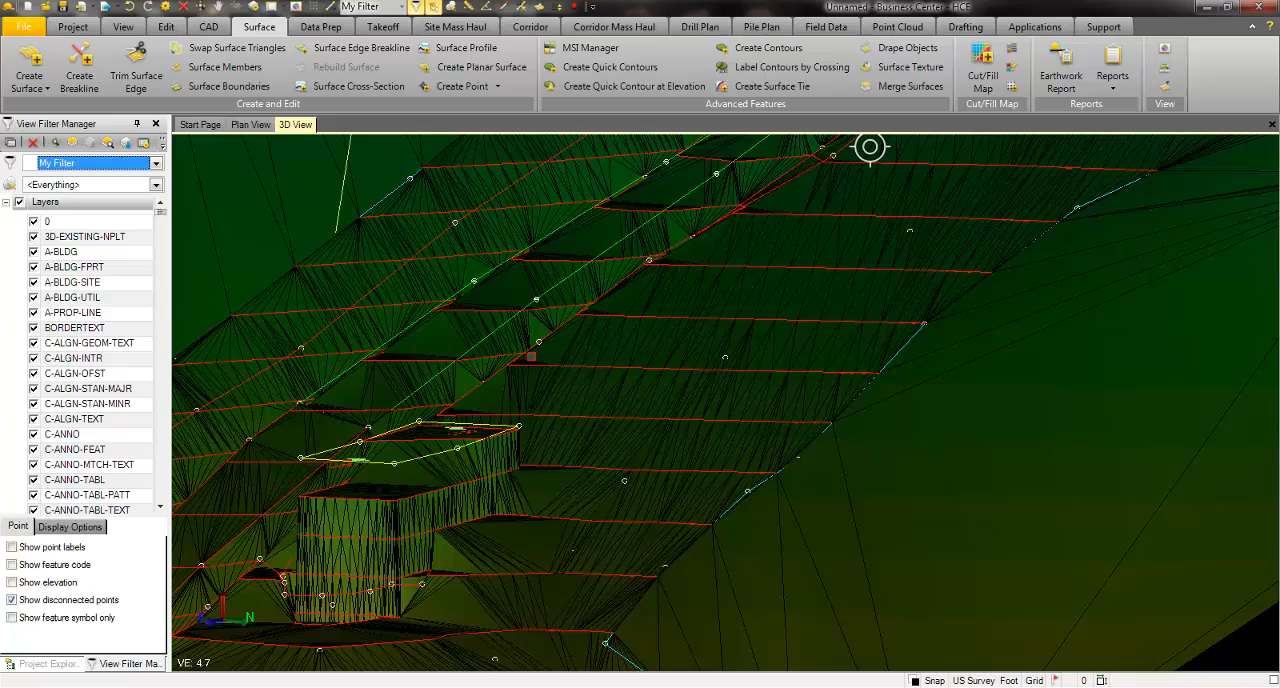 My Filter
Unnamed - Business Center - HCE
File Project View Edit CAD Surface Data Prep Takeoff Site Mass Haul Corridor Corridor Mass Haul Drill Plan Pile Plan Field Data Point Cloud Drafting Applications Support
Create Surface
Create Breakline
Trim Surface Edge
Swap Surface Triangles
Surface Members
Surface Boundaries
Surface Edge Breakline
Rebuild Surface
Surface Cross-Section
Surface Profile
Create Planar Surface
Create Point
Create and Edit
MSI Manager
Create Quick Contours
Create Quick Contour at Elevation
Create Contours
Label Contours by Crossing
Create Surface Tie
Drape Objects
Surface Texture
Merge Surfaces
Advanced Features
Cut/Fill Map
Cut/Fill Map
Earthwork Report
Reports
Reports
View
View Filter Manager
Start Page Plan View 3D View
My Filter
<Everything>
Layers
0
3D-EXISTING-NPLT
A-BLDG
A-BLDG-FPRT
A-BLDG-SITE
A-BLDG-UTIL
A-PROP-LINE
BORDERTEXT
C-ALGN-GEOM-TEXT
C-ALGN-INTR
C-ALGN-OFST
C-ALGN-STAN-MAJR
C-ALGN-STAN-MINR
C-ALGN-TEXT
C-ANNO
C-ANNO-FEAT
C-ANNO-MTCH-TEXT
C-ANNO-TABL
C-ANNO-TABL-PATT
C-ANNO-TABL-TEXT
Point Display Options
Show point labels
Show feature code
Show elevation
Show disconnected points
Show feature symbol only
N
VE: 4.7
Project Explor... View Filter Ma...
Snap US Survey Foot Grid 0